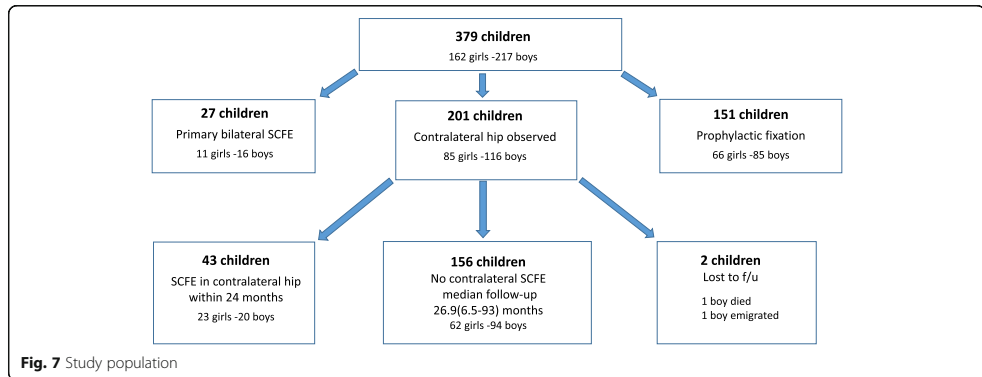 379 children
162 girls -217 boys
27 children
Primary bilateral SCFE
11 girls -16 boys
201 children
Contralateral hip observed
85 girls -116 boys
151 children
Prophylactic fixation
66 girls -85 boys
43 children
SCFE in contralateral hip
within 24 months
23 girls -20 boys
156 children
No contralateral SCFE
median follow-up
26.9(6.5-93) months
62 girls -94 boys
2 children
Lost to f/u
1 boy died
1 boy emigrated
Fig. 7 Study population